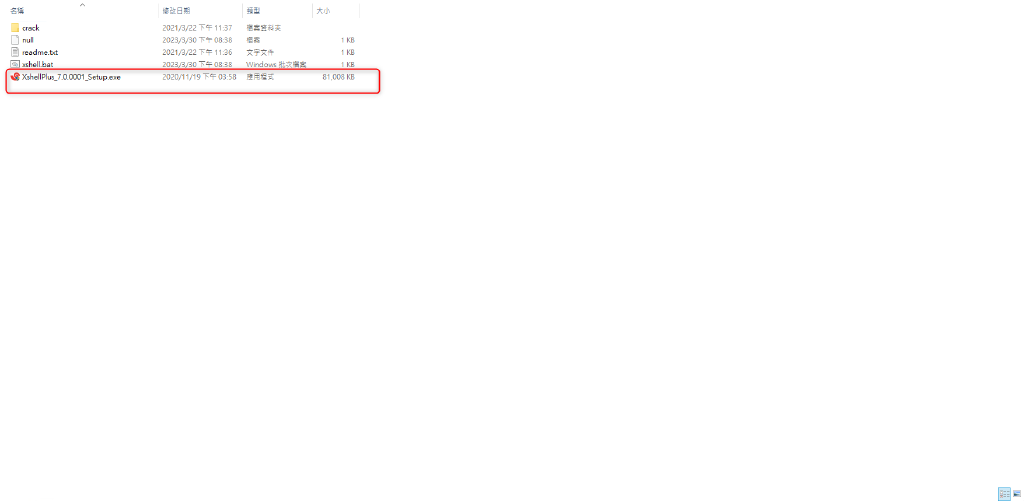 名稱 修改日期 類型 大小
crack 2021/3/22 下午 11:37 檔案資料夾
null 2023/3/30 下午 08:38 檔案 1 KB
readme.txt 2021/3/22 下午 11:36 文字文件 1 KB
xshell.bat 2023/3/30 下午 08:38 Windows 批次檔案 1 KB
XshellPlus_7.0.0001_Setup.exe 2020/11/19 下午 03:58 應用程式 81,008 KB